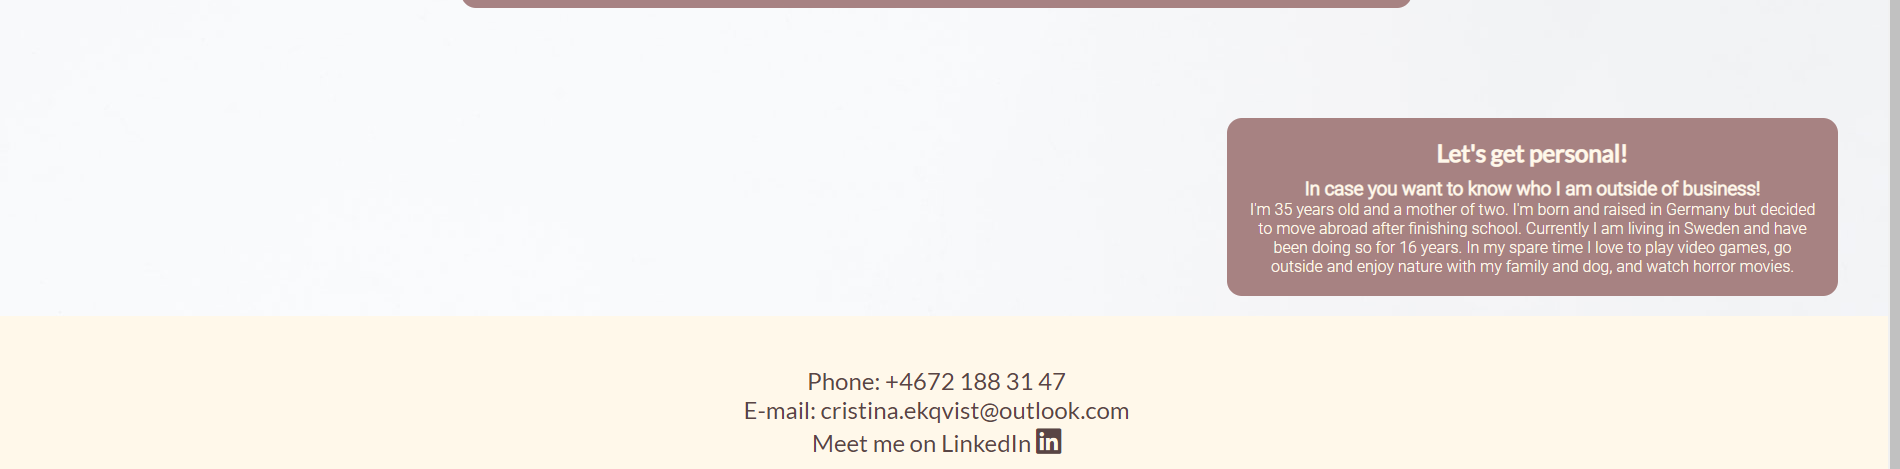 Let's get personal!
In case you want to know who I am outside of business!
I'm 35 years old and a mother of two. I'm born and raised in Germany but decided
to move abroad after finishing school. Currently I am living in Sweden and have
been doing so for 16 years. In my spare time I love to play video games, go
outside and enjoy nature with my family and dog, and watch horror movies.
Phone: +4672 188 31 47
E-mail: cristina.ekqvist@outlook.com
Meet me on LinkedIn in